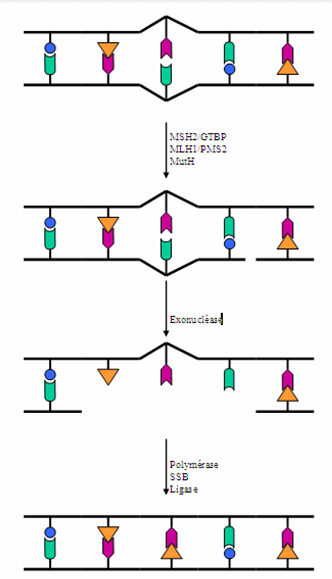 MSH2/GTBP
MLH1/PMS2
MutH
Exonucléase
Polymérase
SSB
Ligase